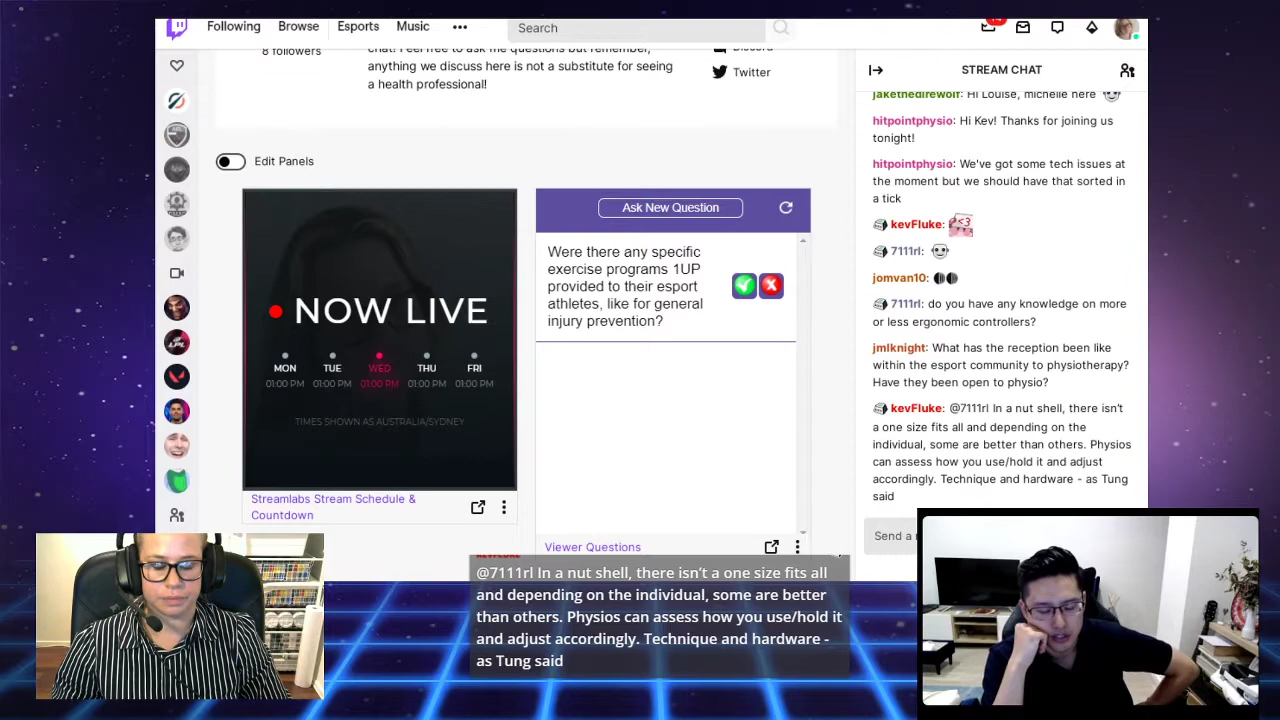 Following Browse Esports Music
Search
8 followers
chat! Feel free to ask me questions but remember,
anything we discuss here is not a substitute for seeing
a health professional!
Discord
Twitter
Edit Panels
NOW LIVE
MON TUE WED THU FRI
01:00 PM 01:00 PM 01:00 PM 01:00 PM 01:00 PM
TIMES SHOWN AS AUSTRALIA/SYDNEY
Streamlabs Stream Schedule &
Countdown
Ask New Question
Were there any specific
exercise programs 1UP
provided to their esport
athletes, like for general
injury prevention?
Viewer Questions
STREAM CHAT
jakethedirewolf: Hi Louise, michelle here
hitpointphysio: Hi Kev! Thanks for joining us
tonight!
hitpointphysio: We've got some tech issues at
the moment but we should have that sorted in
a tick
kevFluke: <3
7111rl:
jomvan10:
7111rl: do you have any knowledge on more
or less ergonomic controllers?
jmlknight: What has the reception been like
within the esport community to physiotherapy?
Have they been open to physio?
kevFluke: @7111rl In a nut shell, there isn't
a one size fits all and depending on the
individual, some are better than others. Physios
can assess how you use/hold it and adjust
accordingly. Technique and hardware - as Tung
said
Send a
KEVFLUKE
@7111rl In a nut shell, there isn't a one size fits all
and depending on the individual, some are better
than others. Physios can assess how you use/hold it
and adjust accordingly. Technique and hardware -
as Tung said